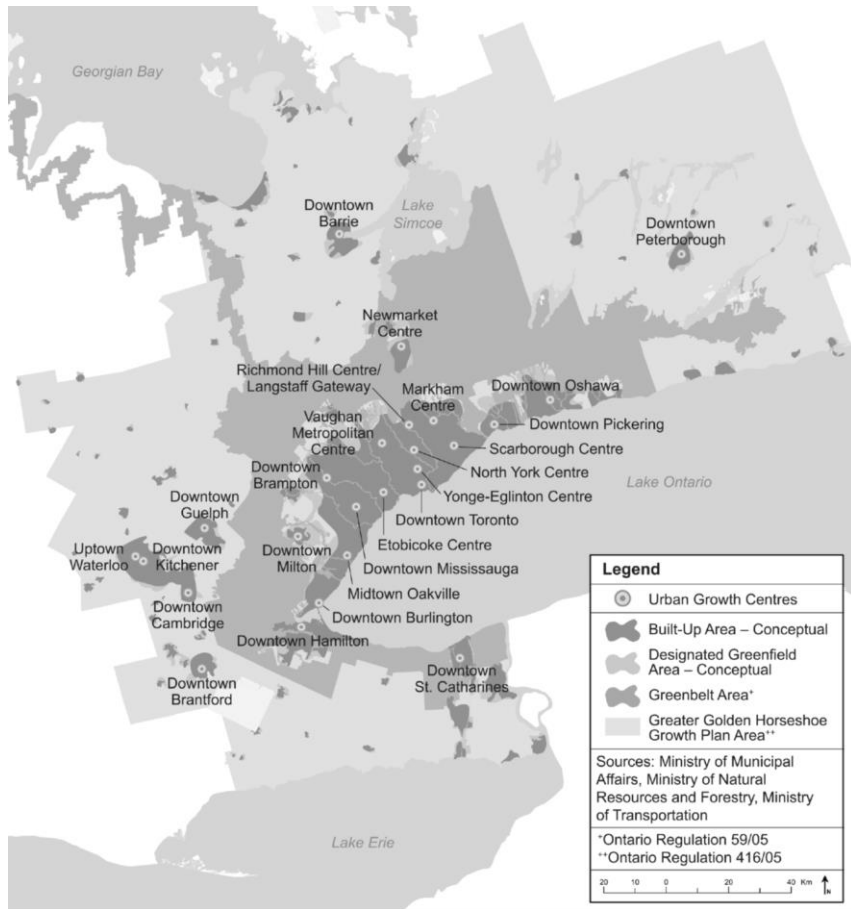 Georgian Bay
Downtown
Barrie
Lake
Simcoe
Downtown
Peterborough
Newmarket
Centre
Richmond Hill Centre/
Langstaff Gateway
Markham
Centre
Downtown Oshawa
Vaughan
Metropolitan
Centre
Downtown Pickering
Scarborough Centre
North York Centre
Downtown
Brampton
Lake Ontario
Yonge-Eglinton Centre
Downtown
Guelph
Downtown Toronto
Etobicoke Centre
Uptown
Waterloo
Downtown
Kitchener
Downtown
Milton
Downtown Mississauga
Midtown Oakville
Downtown
Cambridge
Downtown Burlington
Downtown Hamilton
Downtown
Brantford
Downtown
St. Catharines
Lake Erie
Legend
Urban Growth Centres
Built-Up Area – Conceptual
Designated Greenfield
Area – Conceptual
Greenbelt Area+
Greater Golden Horseshoe
Growth Plan Area++
Sources: Ministry of Municipal
Affairs, Ministry of Natural
Resources and Forestry, Ministry
of Transportation
+Ontario Regulation 59/05
++Ontario Regulation 416/05
20 10 0 20 40 Km
N